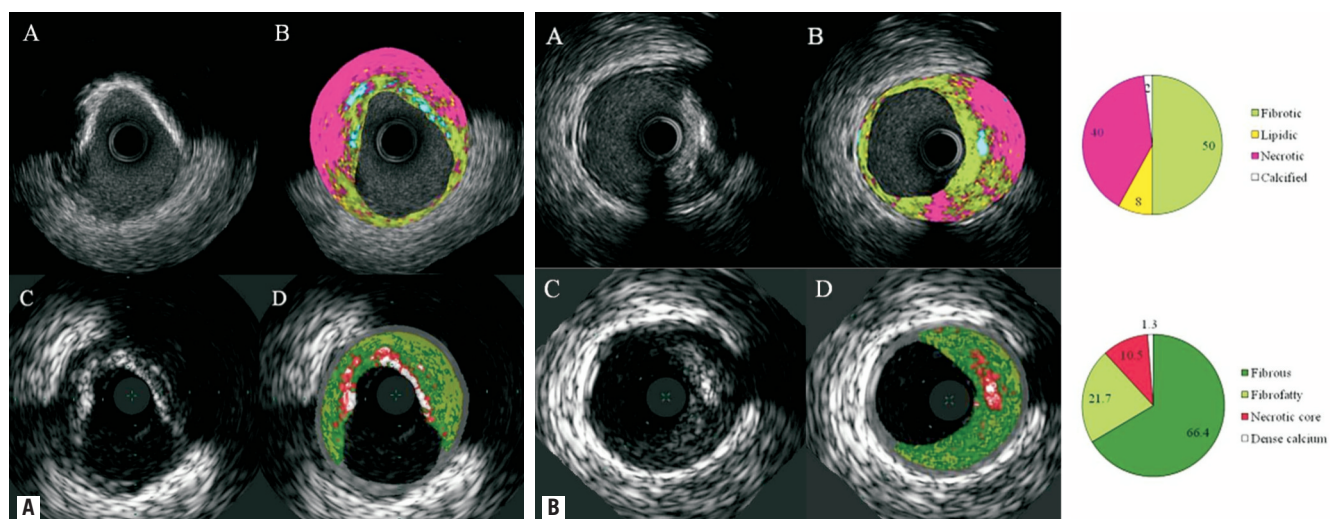 A
B
C
D
A
A
B
C
D
B
2
40
50
8
Fibrotic
Lipidic
Necrotic
Calcified
1.3
10.5
21.7
66.4
Fibrous
Fibrofatty
Necrotic core
Dense calcium